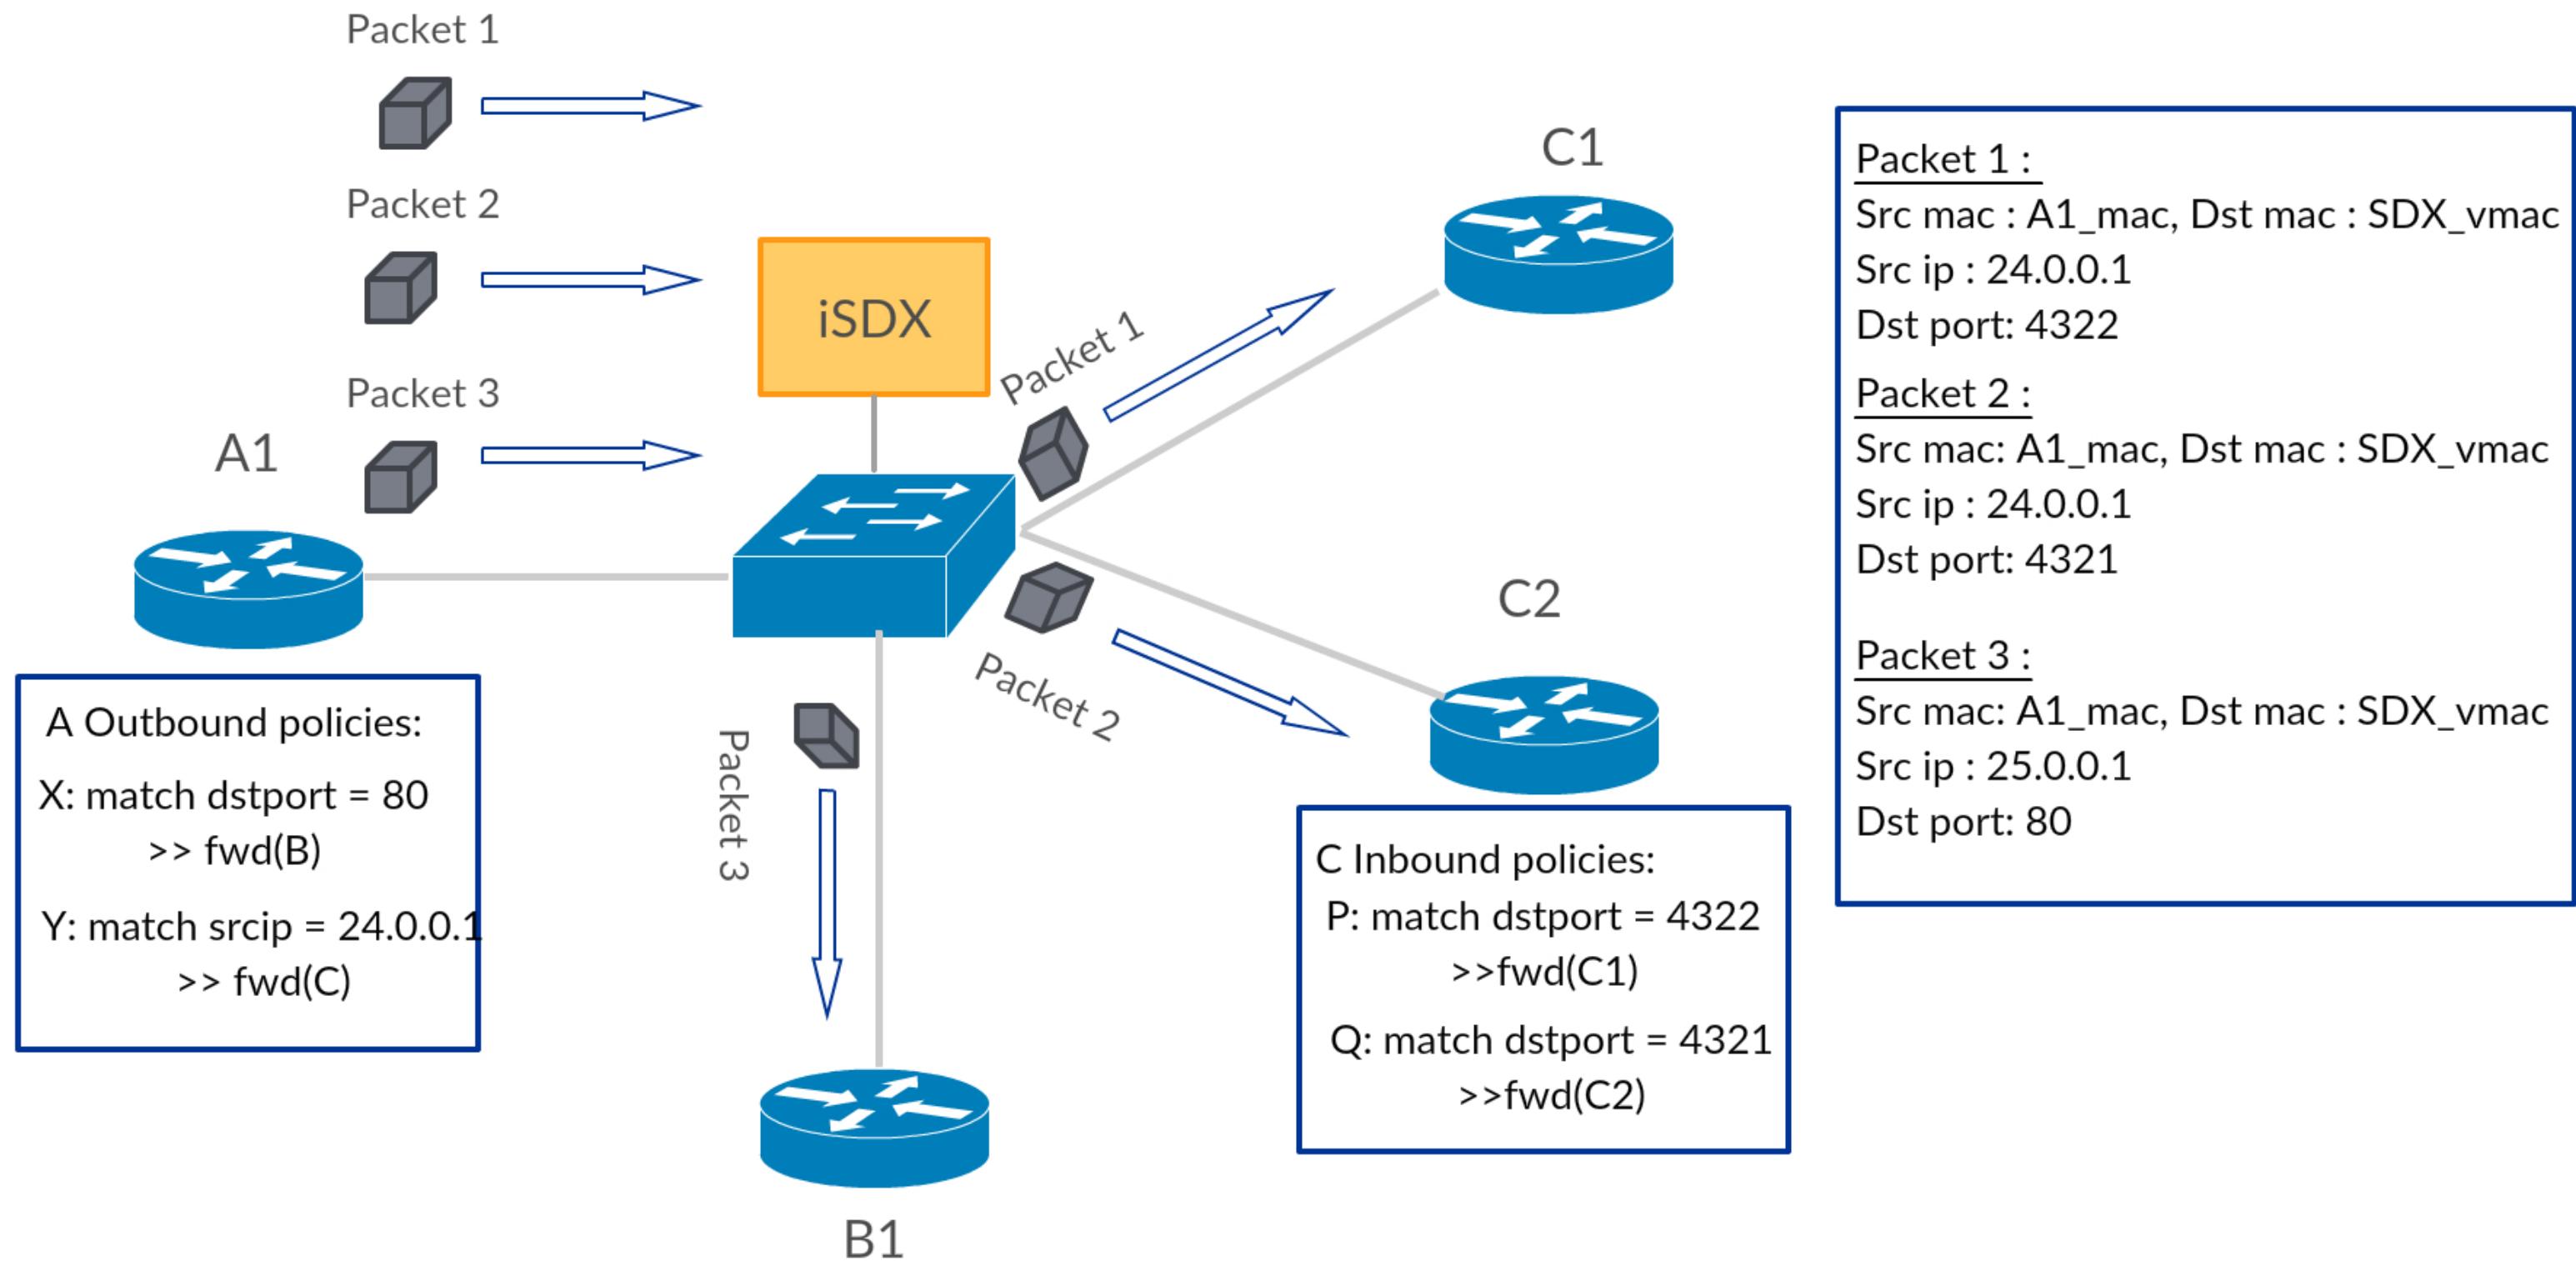 Packet 1
Packet 2
Packet 3
A1
iSDX
Packet 1
C1
C2
Packet 2
Packet 3
B1
A Outbound policies:
X: match dstport = 80
>> fwd(B)
Y: match srcip = 24.0.0.1
>> fwd(C)
C Inbound policies:
P: match dstport = 4322
>>fwd(C1)
Q: match dstport = 4321
>>fwd(C2)
Packet 1 :
Src mac : A1_mac, Dst mac : SDX_vmac
Src ip : 24.0.0.1
Dst port: 4322
Packet 2 :
Src mac: A1_mac, Dst mac : SDX_vmac
Src ip : 24.0.0.1
Dst port: 4321
Packet 3 :
Src mac: A1_mac, Dst mac : SDX_vmac
Src ip : 25.0.0.1
Dst port: 80